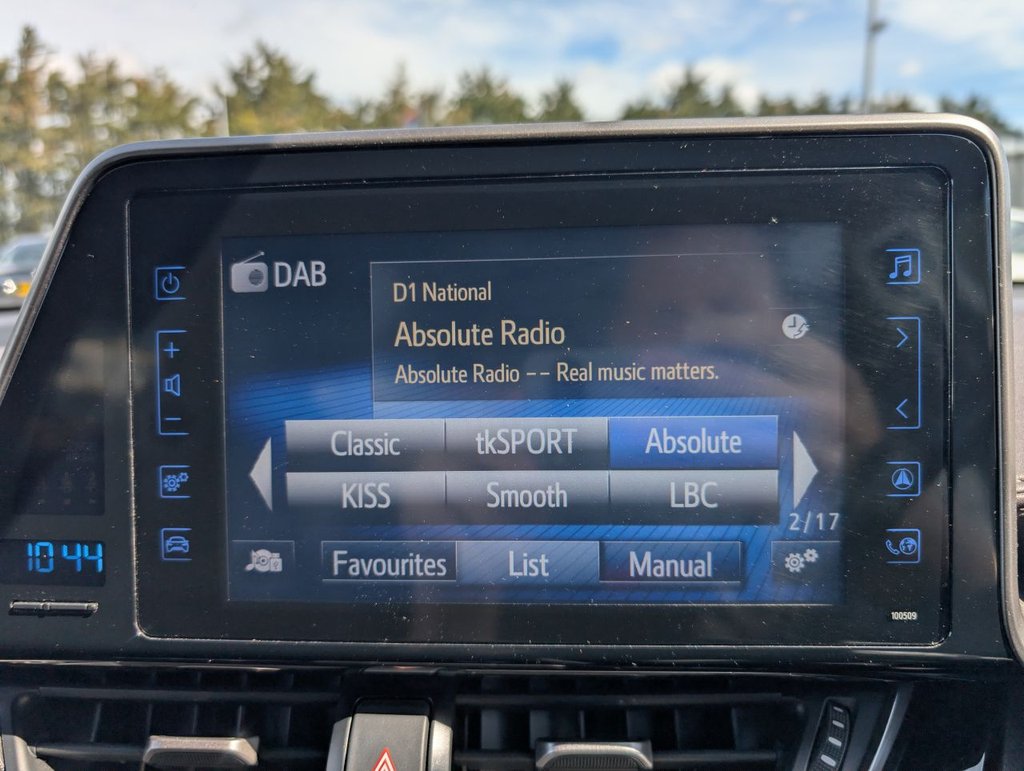 DAB
D1 National
Absolute Radio
Absolute Radio -- Real music matters.
Classic tkSPORT Absolute
KISS Smooth LBC
2/17
Favourites List Manual
10:44
100509